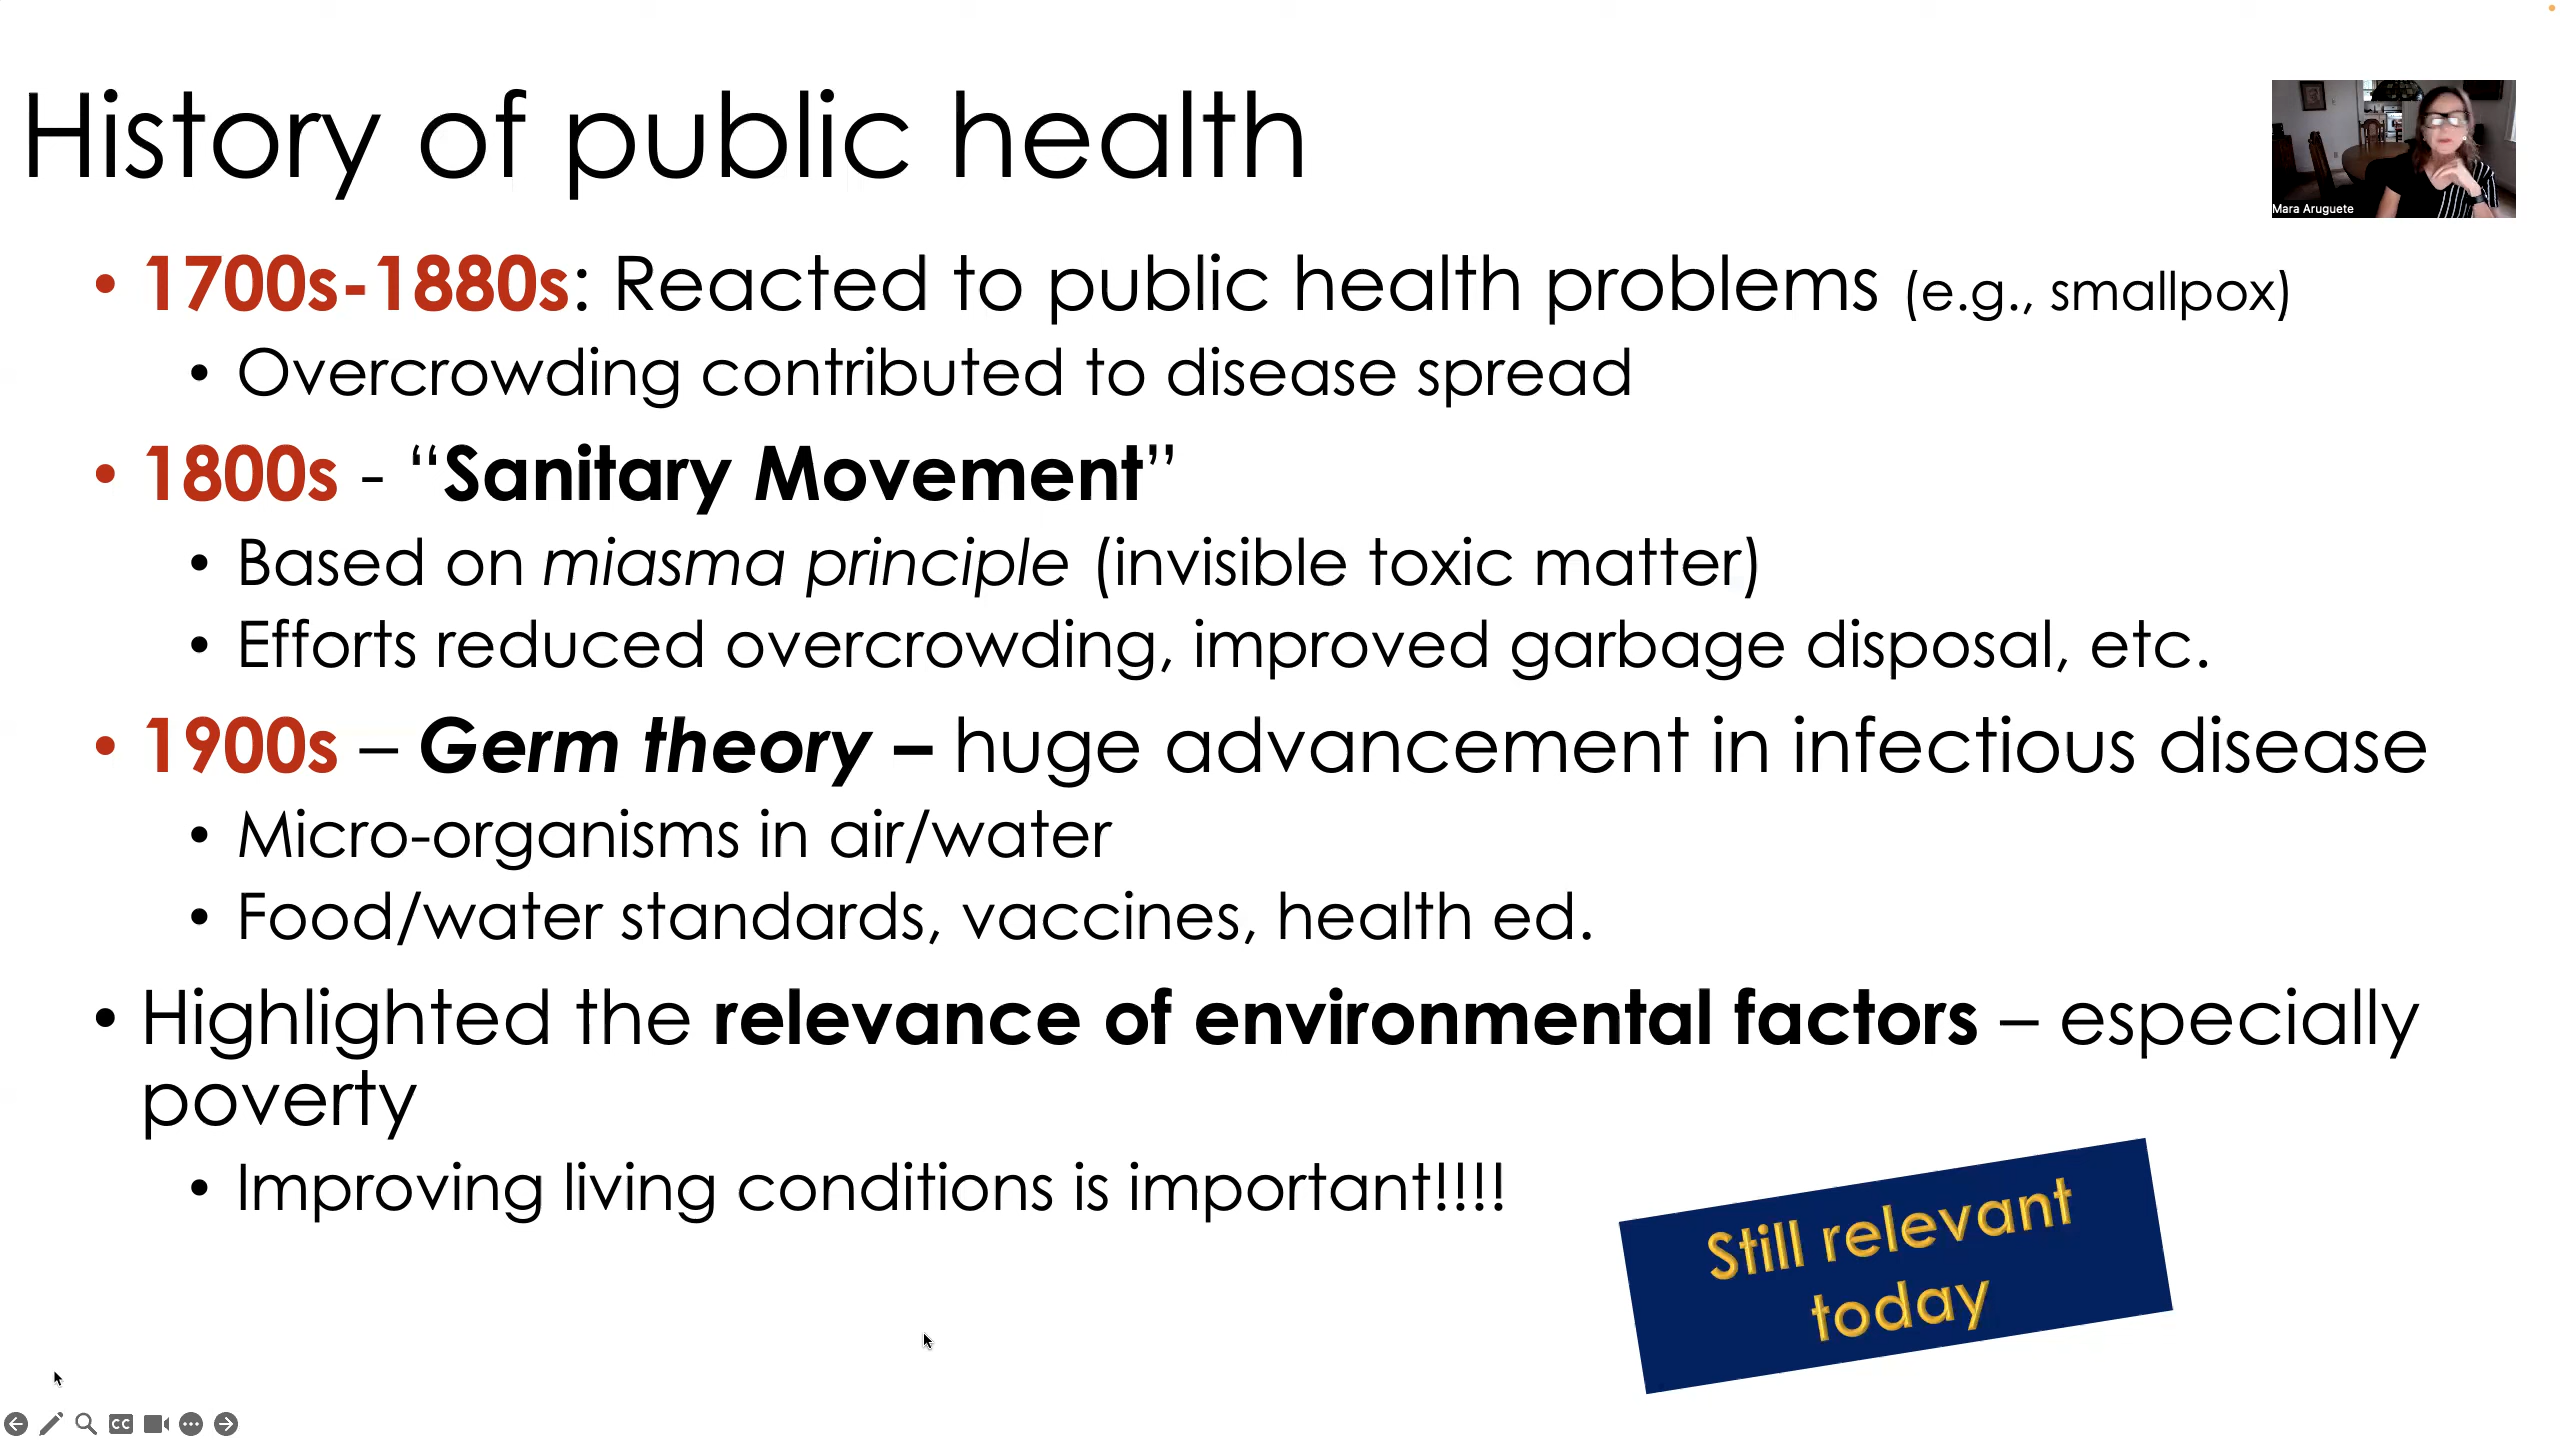 History of public health
Mara Aruguete
• 1700s-1880s: Reacted to public health problems (e.g., smallpox)
• Overcrowding contributed to disease spread
• 1800s - “Sanitary Movement”
• Based on miasma principle (invisible toxic matter)
• Efforts reduced overcrowding, improved garbage disposal, etc.
• 1900s – Germ theory – huge advancement in infectious disease
• Micro-organisms in air/water
• Food/water standards, vaccines, health ed.
• Highlighted the relevance of environmental factors – especially
poverty
• Improving living conditions is important!!!!
Still relevant
today
CC